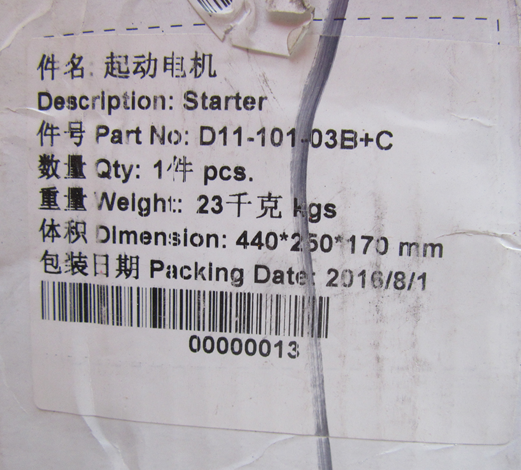 件名: 起动电机
Description: Starter
件号 Part No: D11-101-03B+C
数量 Qty: 1件 pcs.
重量 Weight: 23千克 kgs
体积 Dimension: 440*250*170 mm
包装日期 Packing Date: 2016/8/1
00000013